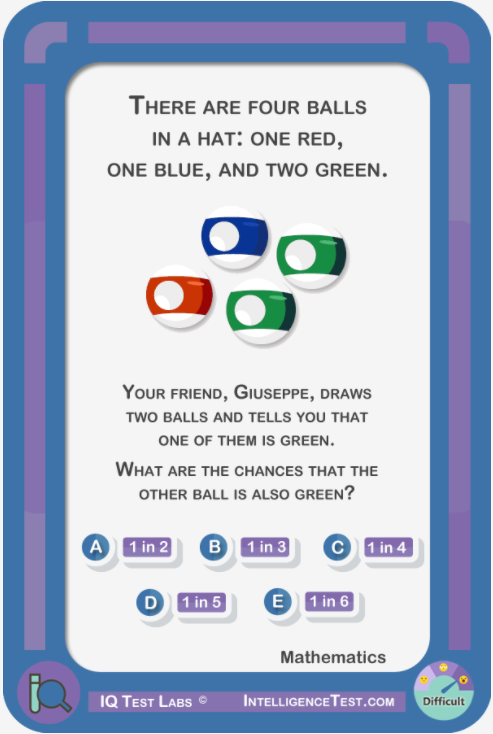 There are four balls
in a hat: one red,
one blue, and two green.
Your friend, Giuseppe, draws
two balls and tells you that
one of them is green.
What are the chances that the
other ball is also green?
A 1 in 2 B 1 in 3 C 1 in 4
D 1 in 5 E 1 in 6
Mathematics
IQ Test Labs © IntelligenceTest.com Difficult